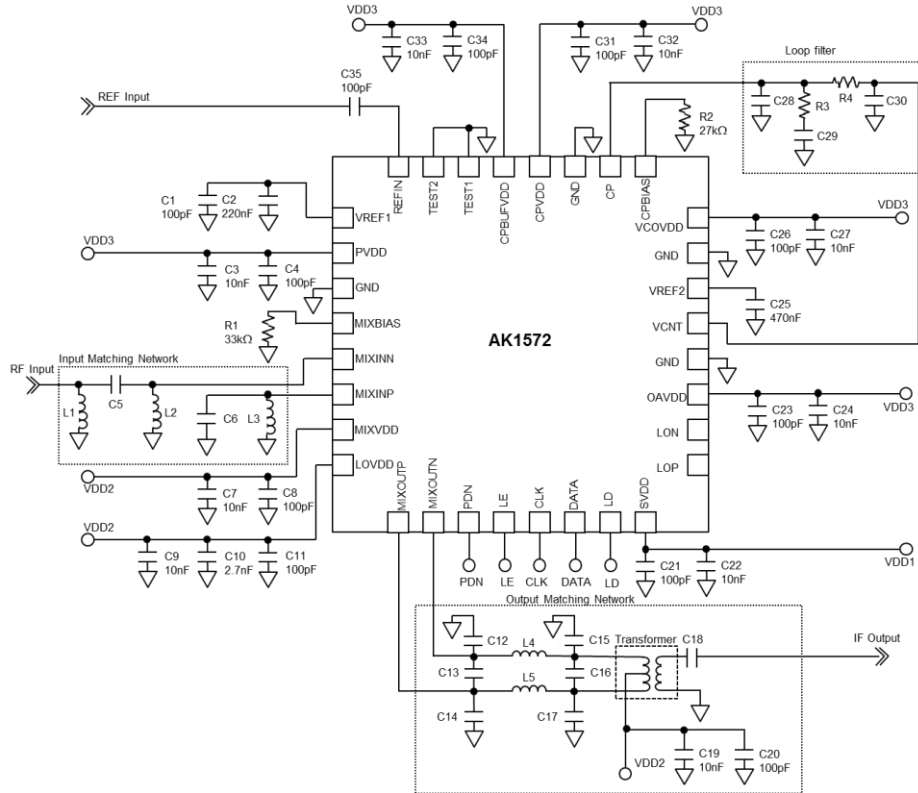 VDD3
C33
10nF
C34
100pF
C31
100pF
C32
10nF
VDD3
Loop filter
C35
100pF
REF Input
R2
27kΩ
C28
R3
R4
C30
C29
REFIN
TEST2
TEST1
CPBUFVDD
CPVDD
GND
CP
CPBIAS
C1
100pF
C2
220nF
VREF1
VDD3
PVDD
C3
10nF
C4
100pF
GND
R1
33kΩ
MIXBIAS
Input Matching Network
RF Input
MIXINN
C5
L1
L2
MIXINP
C6
L3
MIXVDD
VDD2
LOVDD
C7
10nF
C8
100pF
VDD2
C9
10nF
C10
2.7nF
C11
100pF
AK1572
VCOVDD
VDD3
C26
100pF
C27
10nF
GND
VREF2
C25
470nF
VCNT
GND
OAVDD
VDD3
C23
100pF
C24
10nF
LON
LOP
MIXOUTP
MIXOUTN
PDN
LE
CLK
DATA
LD
SVDD
PDN
LE
CLK
DATA
LD
C21
100pF
C22
10nF
VDD1
Output Matching Network
C12
L4
C15
Transformer
C18
IF Output
C13
C16
L5
C14
C17
VDD2
C19
10nF
C20
100pF